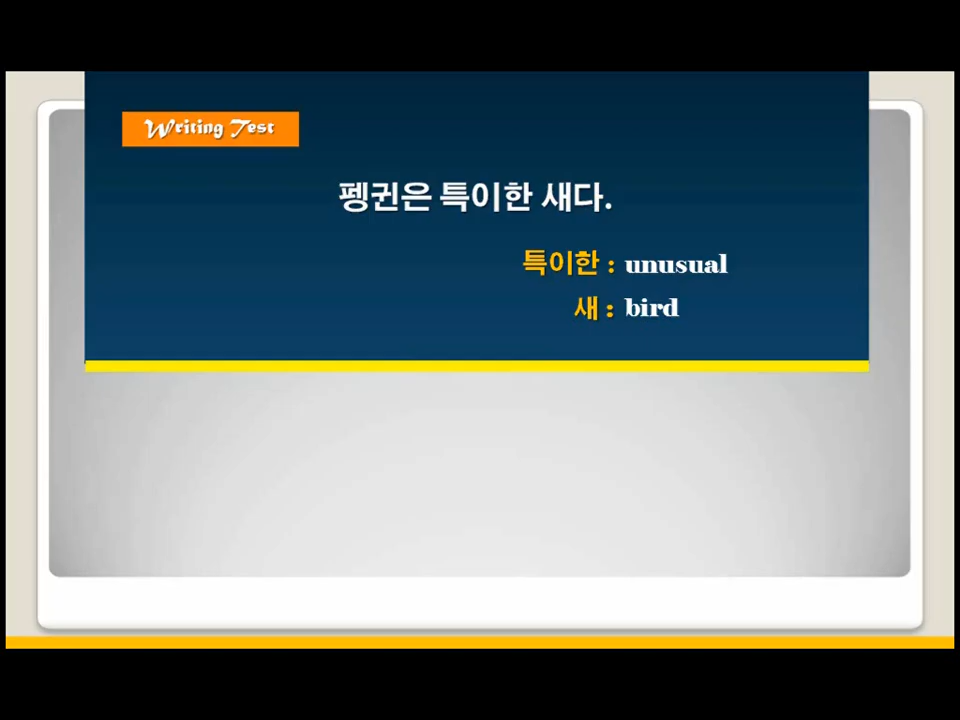 Writing Test
펭귄은 특이한 새다.
특이한 : unusual
새 : bird